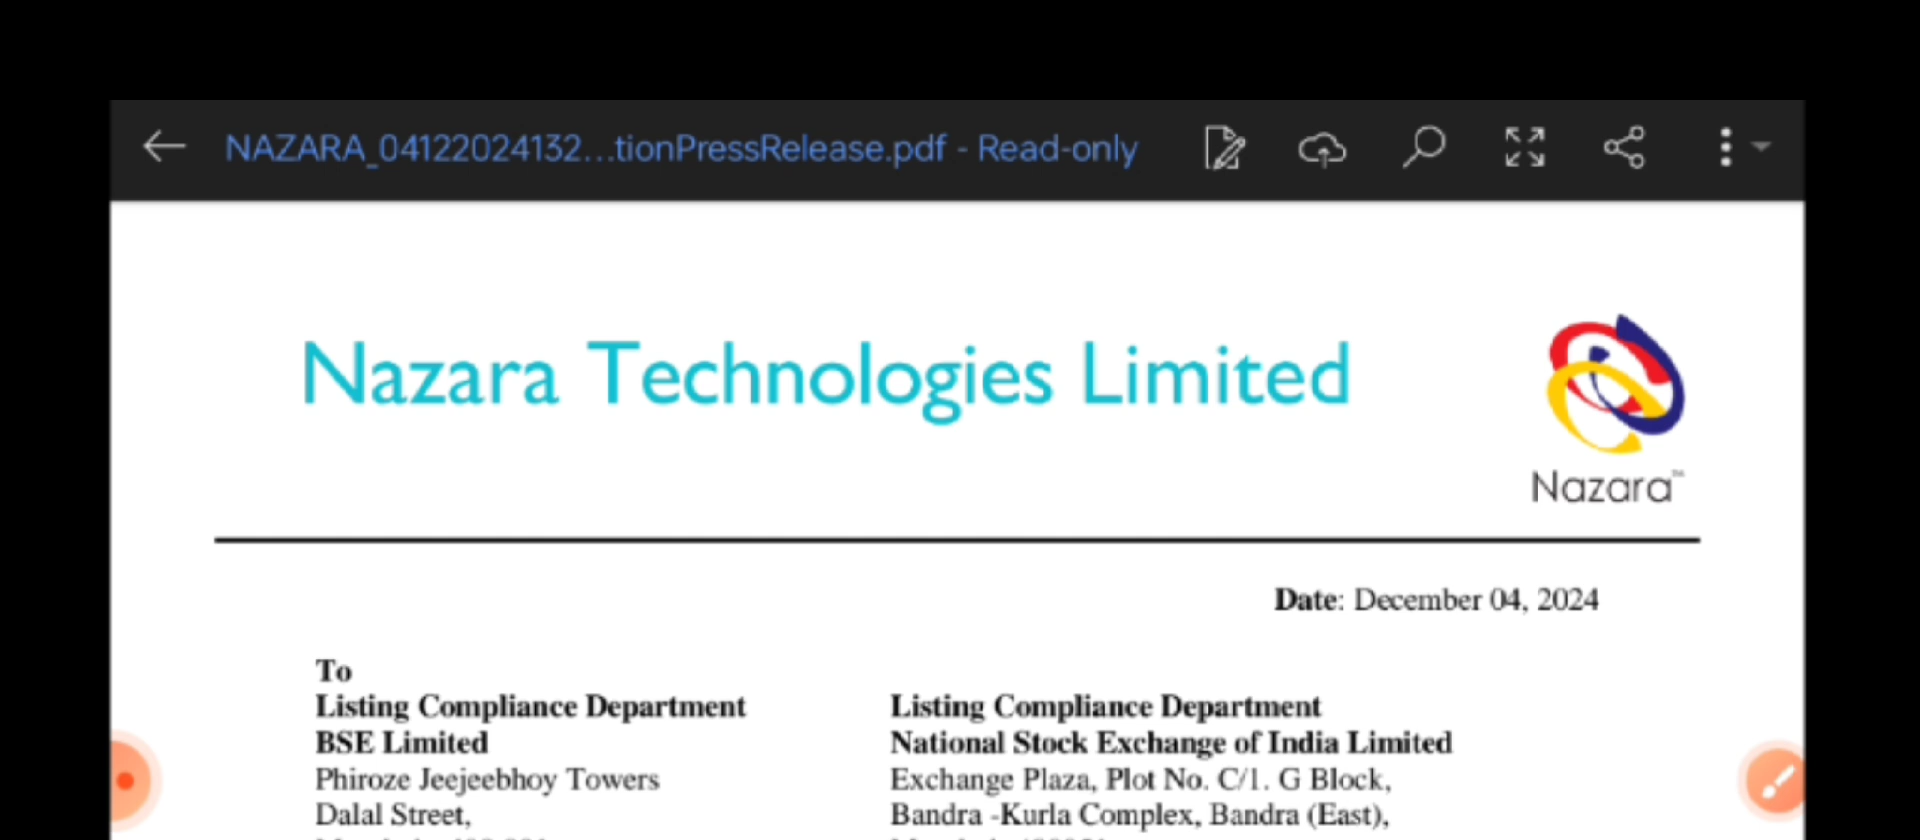 NAZARA_04122024132...tionPressRelease.pdf - Read-only
Nazara Technologies Limited
Nazara™
Date: December 04, 2024
To
Listing Compliance Department
BSE Limited
Phiroze Jeejeebhoy Towers
Dalal Street,
Listing Compliance Department
National Stock Exchange of India Limited
Exchange Plaza, Plot No. C/1. G Block,
Bandra -Kurla Complex, Bandra (East),